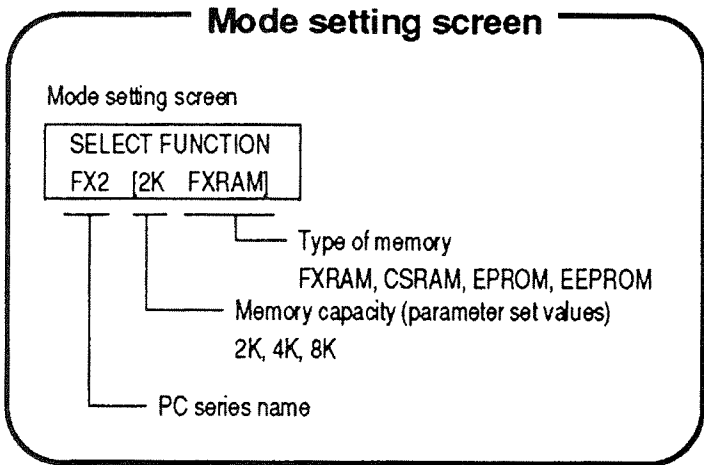 Mode setting screen
Mode setting screen
SELECT FUNCTION
FX2 [2K FXRAM]
Type of memory
FXRAM, CSRAM, EPROM, EEPROM
Memory capacity (parameter set values)
2K, 4K, 8K
PC series name